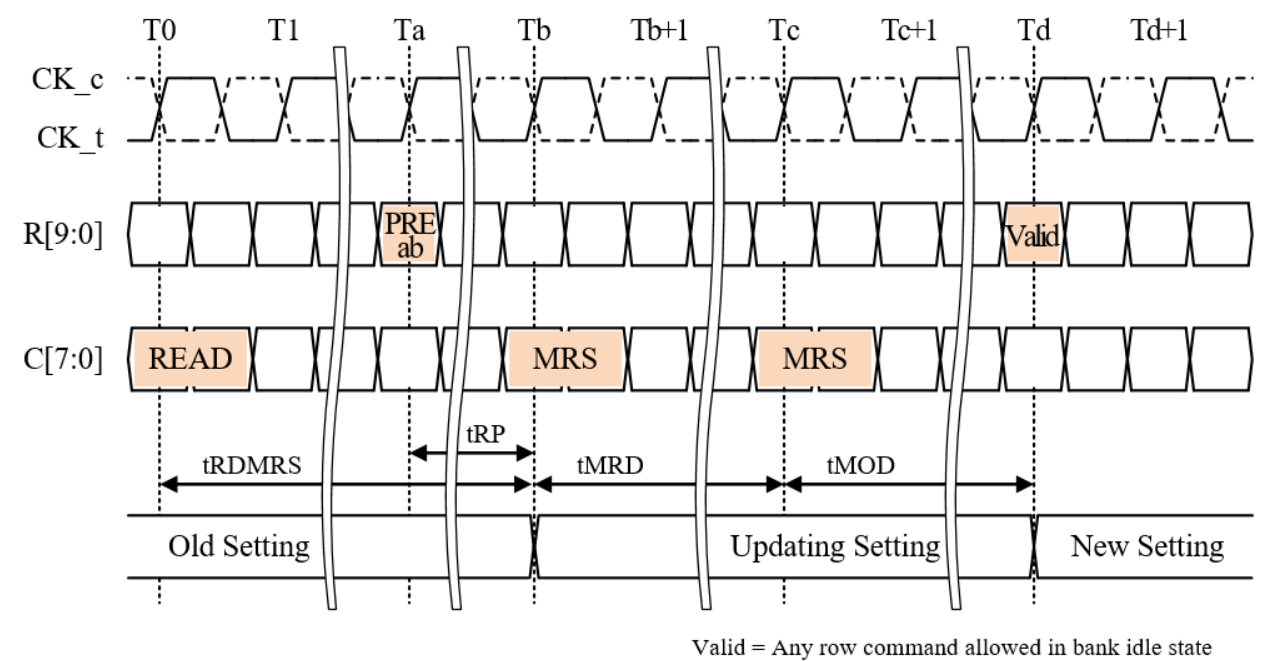 T0 T1 Ta Tb Tb+1 Tc Tc+1 Td Td+1
CK_c
CK_t
R[9:0] PRE ab Valid
C[7:0] READ MRS MRS
tRP
tRDMRS tMRD tMOD
Old Setting Updating Setting New Setting
Valid = Any row command allowed in bank idle state